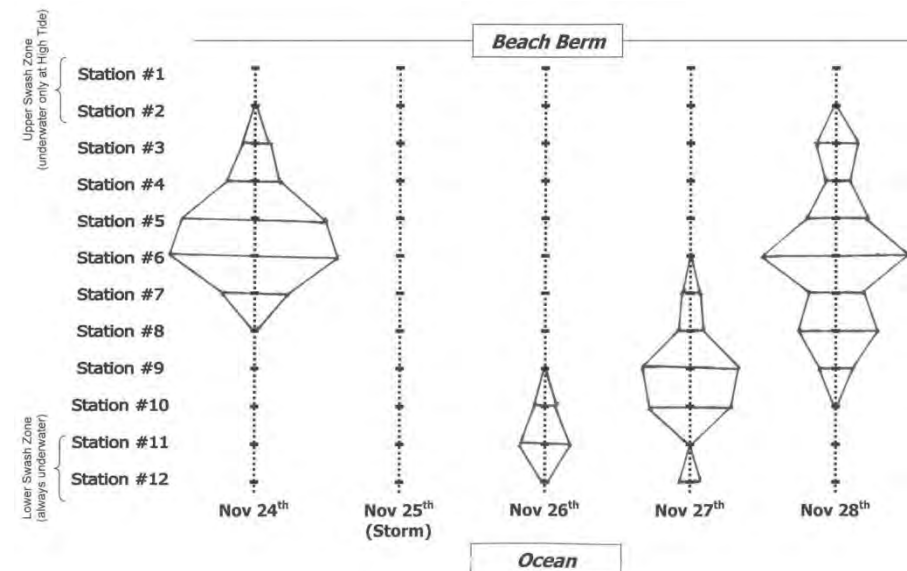 Beach Berm
Upper Swash Zone
(underwater only at High Tide)
Station #1
Station #2
Station #3
Station #4
Station #5
Station #6
Station #7
Station #8
Station #9
Station #10
Station #11
Station #12
Lower Swash Zone
(always underwater)
Nov 24th
Nov 25th
(Storm)
Nov 26th
Nov 27th
Nov 28th
Ocean